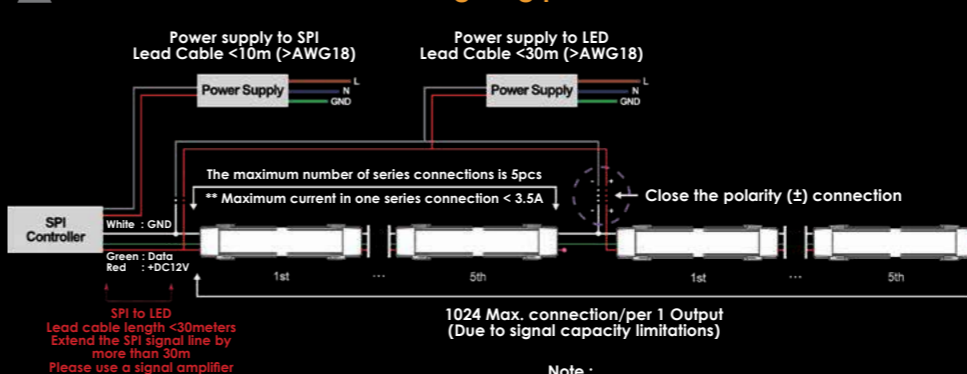 Power supply to SPI
Lead Cable <10m (>AWG18)
Power supply to LED
Lead Cable <30m (>AWG18)
Power Supply
L
N
GND
Power Supply
L
N
GND
The maximum number of series connections is 5pcs
** Maximum current in one series connection < 3.5A
Close the polarity (±) connection
SPI
Controller
White : GND
Green : Data
Red : +DC12V
1st
...
5th
1st
...
5th
SPI to LED
Lead cable length <30meters
Extend the SPI signal line by
more than 30m
Please use a signal amplifier
1024 Max. connection/per 1 Output
(Due to signal capacity limitations)
Note :